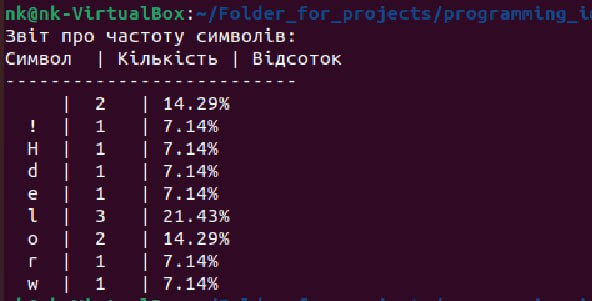 nk@nk-VirtualBox:~/Folder_for_projects/programming_i
Звіт про частоту символів:
Символ | Кількість | Відсоток
---------------------------
| 2 | 14.29%
! | 1 | 7.14%
H | 1 | 7.14%
d | 1 | 7.14%
e | 1 | 7.14%
l | 3 | 21.43%
o | 2 | 14.29%
r | 1 | 7.14%
w | 1 | 7.14%